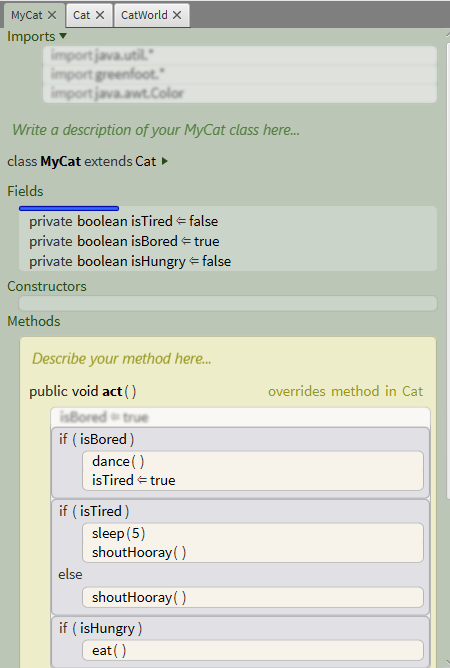 MyCat × Cat × CatWorld ×
Imports ▾
import java.util.*
import greenfoot.*
import java.awt.Color
Write a description of your MyCat class here...
class MyCat extends Cat ▸
Fields
private boolean isTired ⇐ false
private boolean isBored ⇐ true
private boolean isHungry ⇐ false
Constructors
Methods
Describe your method here...
public void act ( ) overrides method in Cat
isBored ⇐ true
if ( isBored )
dance ( )
isTired ⇐ true
if ( isTired )
sleep ( 5 )
shoutHooray ( )
else
shoutHooray ( )
if ( isHungry )
eat ( )